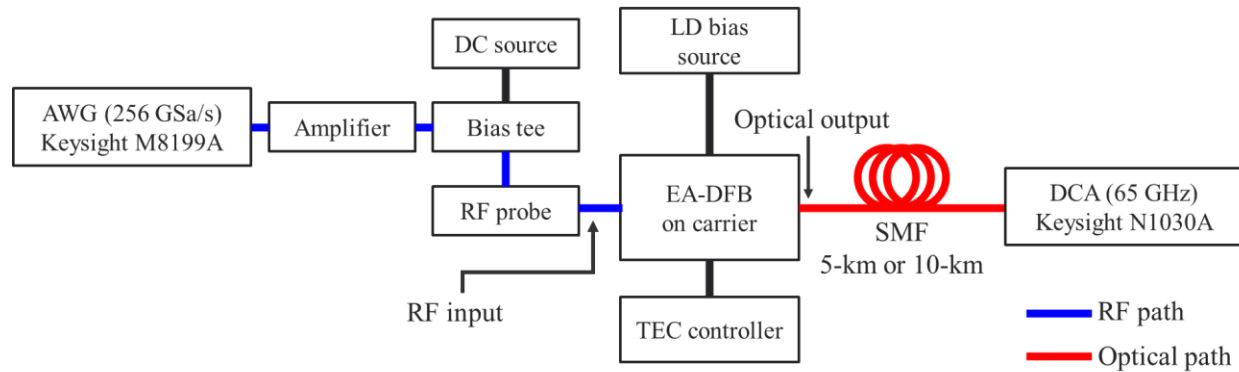 DC source
LD bias
source
AWG (256 GSa/s)
Keysight M8199A
Amplifier
Bias tee
Optical output
RF probe
EA-DFB
on carrier
DCA (65 GHz)
Keysight N1030A
SMF
5-km or 10-km
RF input
TEC controller
RF path
Optical path